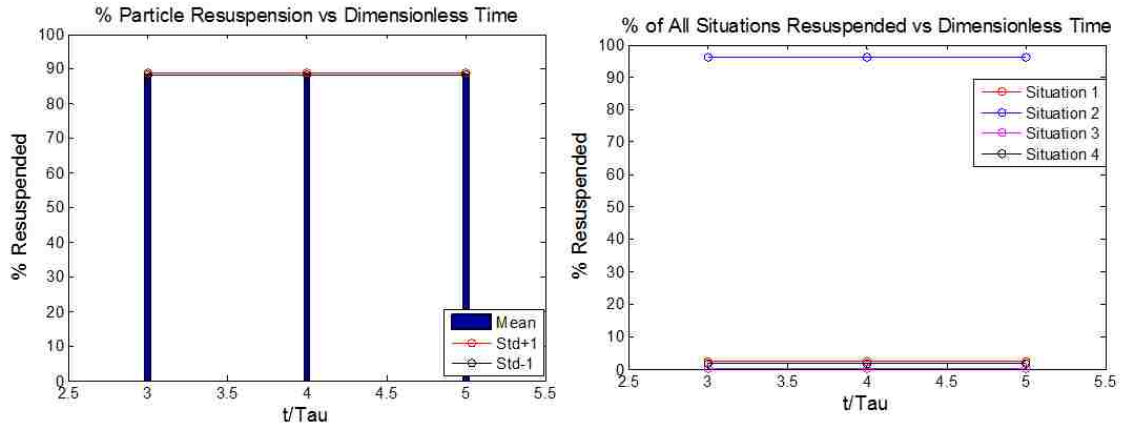 % Particle Resuspension vs Dimensionless Time
100
90
80
70
60
50
40
30
20
10
0
% Resuspended
2.5 3 3.5 4 4.5 5 5.5
t/Tau
Mean
Std+1
Std-1
% of All Situations Resuspended vs Dimensionless Time
100
90
80
70
60
50
40
30
20
10
0
% Resuspended
2.5 3 3.5 4 4.5 5 5.5
t/Tau
Situation 1
Situation 2
Situation 3
Situation 4